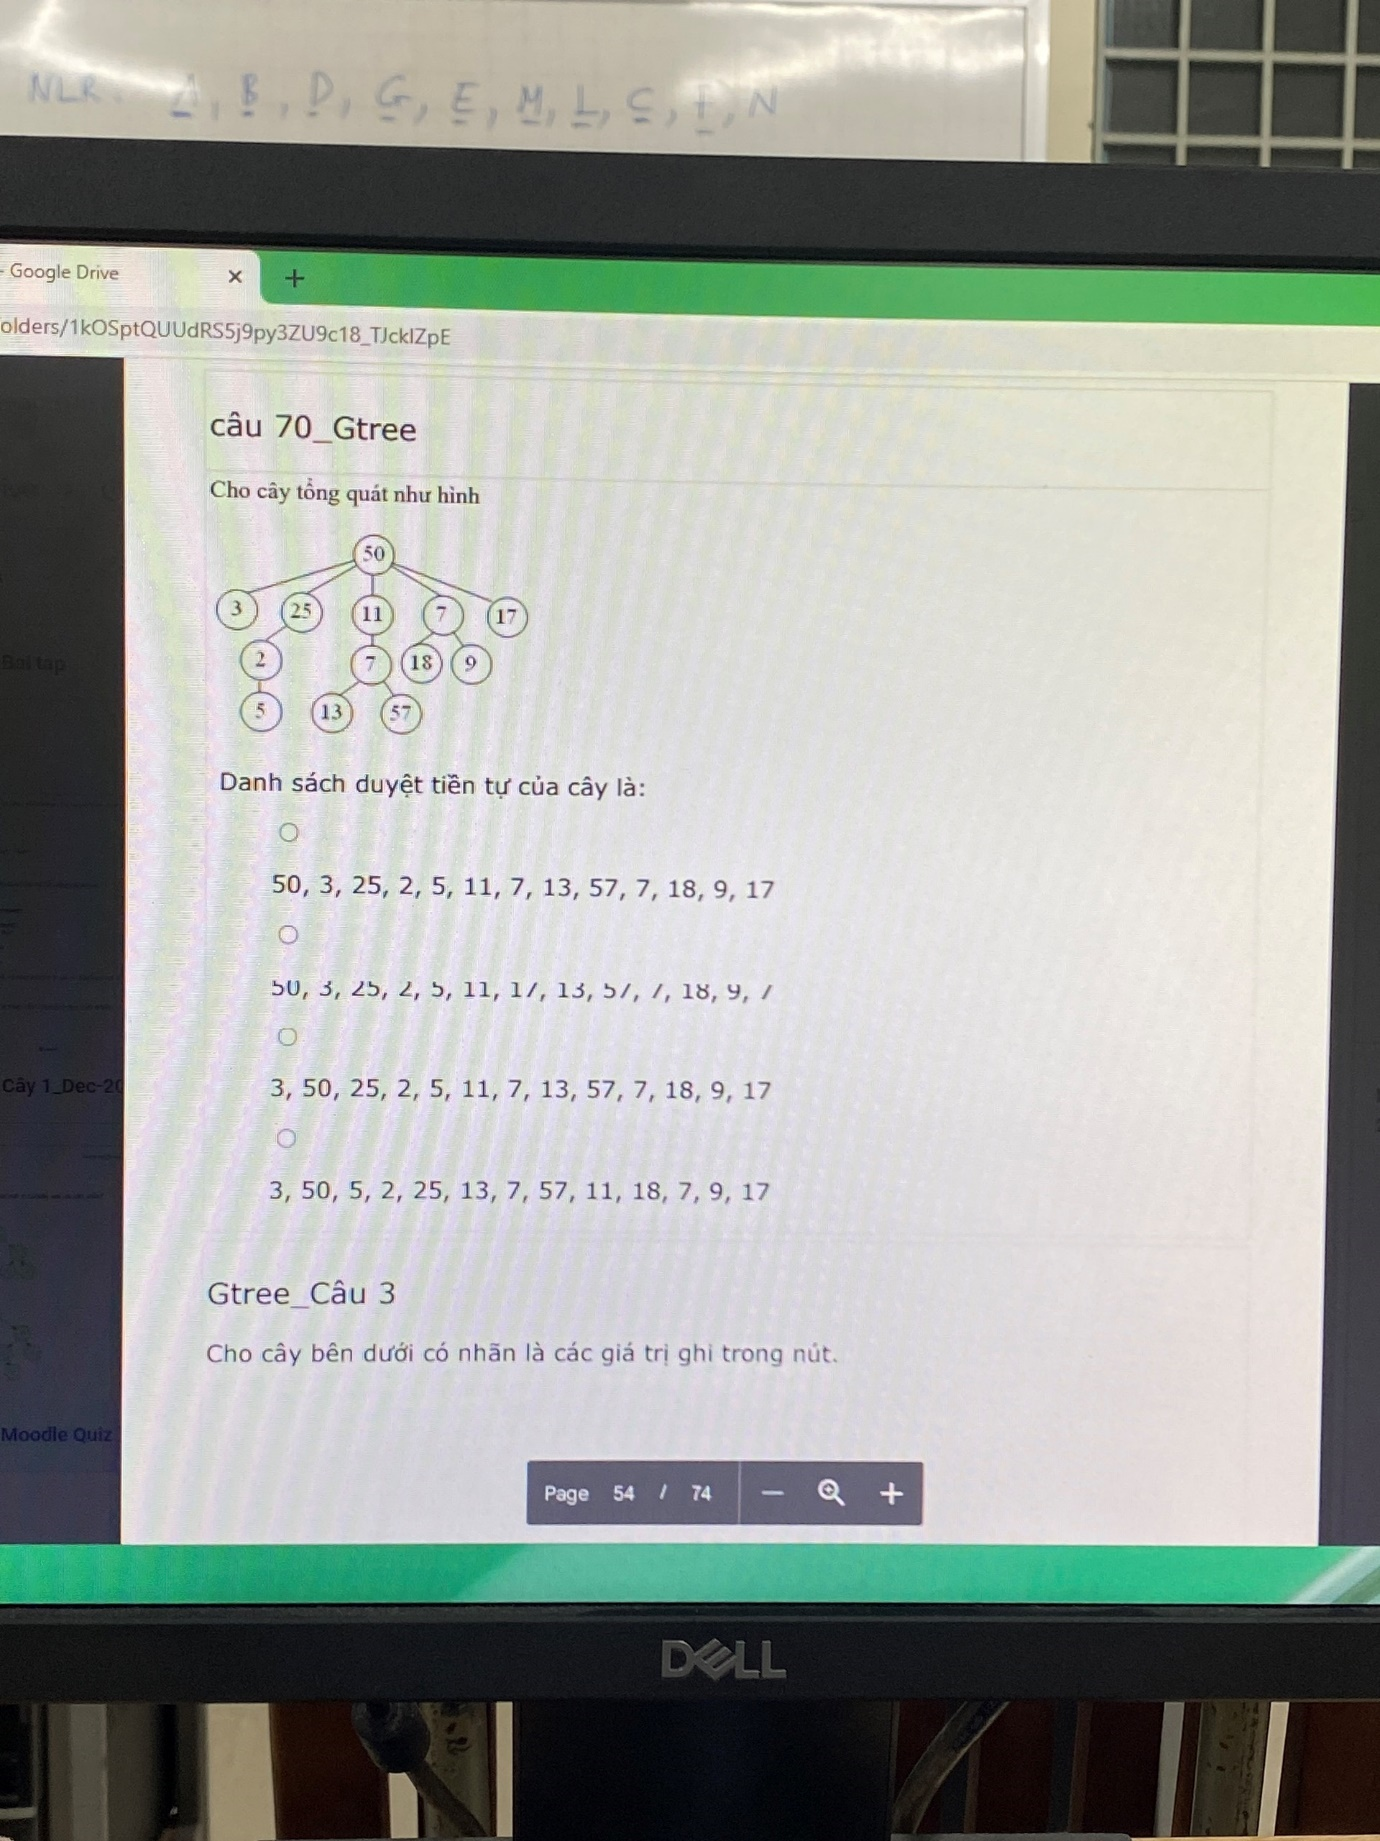 NLR: A, B, D, G, E, M, L, C, F, N
- Google Drive × +
olders/1kOSptQUUdRS5j9py3ZU9c18_TJckIZpE
câu 70_Gtree
Cho cây tổng quát như hình
50
3 25 11 7 17
2 7 18 9
5 13 57
Danh sách duyệt tiền tự của cây là:
50, 3, 25, 2, 5, 11, 7, 13, 57, 7, 18, 9, 17
50, 3, 25, 2, 5, 11, 17, 13, 57, 7, 18, 9, 7
3, 50, 25, 2, 5, 11, 7, 13, 57, 7, 18, 9, 17
3, 50, 5, 2, 25, 13, 7, 57, 11, 18, 7, 9, 17
Gtree_Câu 3
Cho cây bên dưới có nhãn là các giá trị ghi trong nút.
Bai tap
Cây 1_Dec-20
Moodle Quiz
Page 54 / 74 — +
DELL